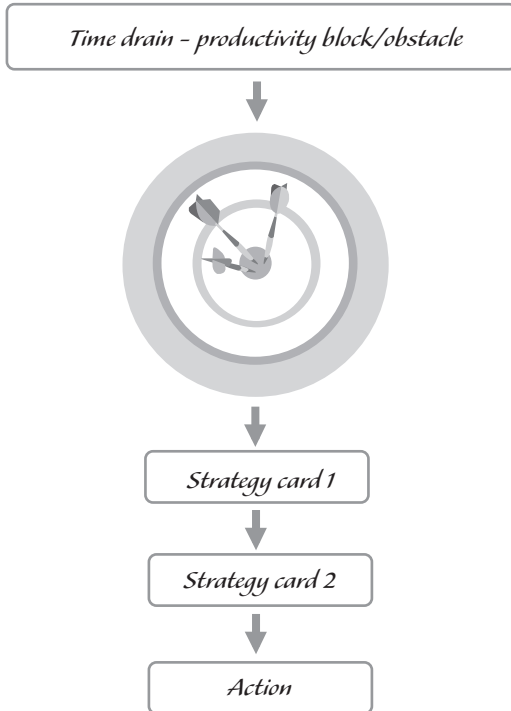 Time drain – productivity block/obstacle
Strategy card 1
Strategy card 2
Action